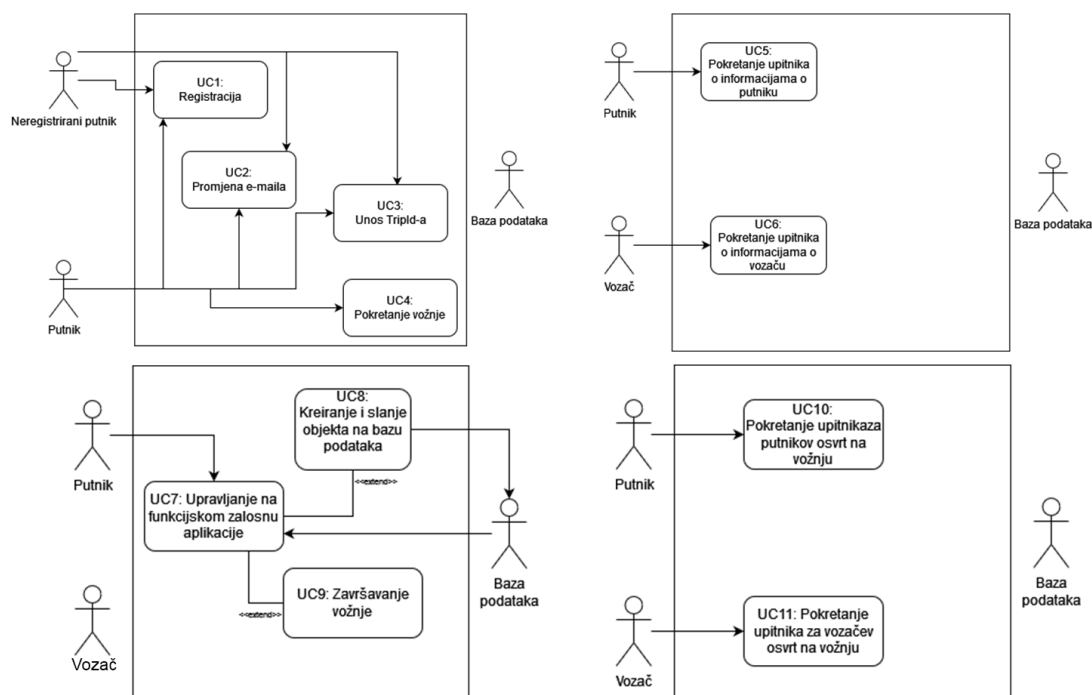 UC1:
Registracija
Neregistrirani putnik
UC2:
Promjena e-maila
UC3:
Unos TripId-a
Baza podataka
UC4:
Pokretanje vožnje
Putnik
UC5:
Pokretanje upitnika
o informacijama o
putniku
Putnik
Baza podataka
UC6:
Pokretanje upitnika
o informacijama o
vozaču
Vozač
UC8:
Kreiranje i slanje
objekta na bazu
podataka
Putnik
<<extend>>
UC7: Upravljanje na
funkcijskom zalosnu
aplikacije
Baza
podataka
UC9: Završavanje
vožnje
<<extend>>
Vozač
UC10:
Pokretanje upitnikaza
putnikov osvrt na
vožnju
Putnik
Baza
podataka
UC11: Pokretanje
upitnika za vozačev
osvrt na vožnju
Vozač